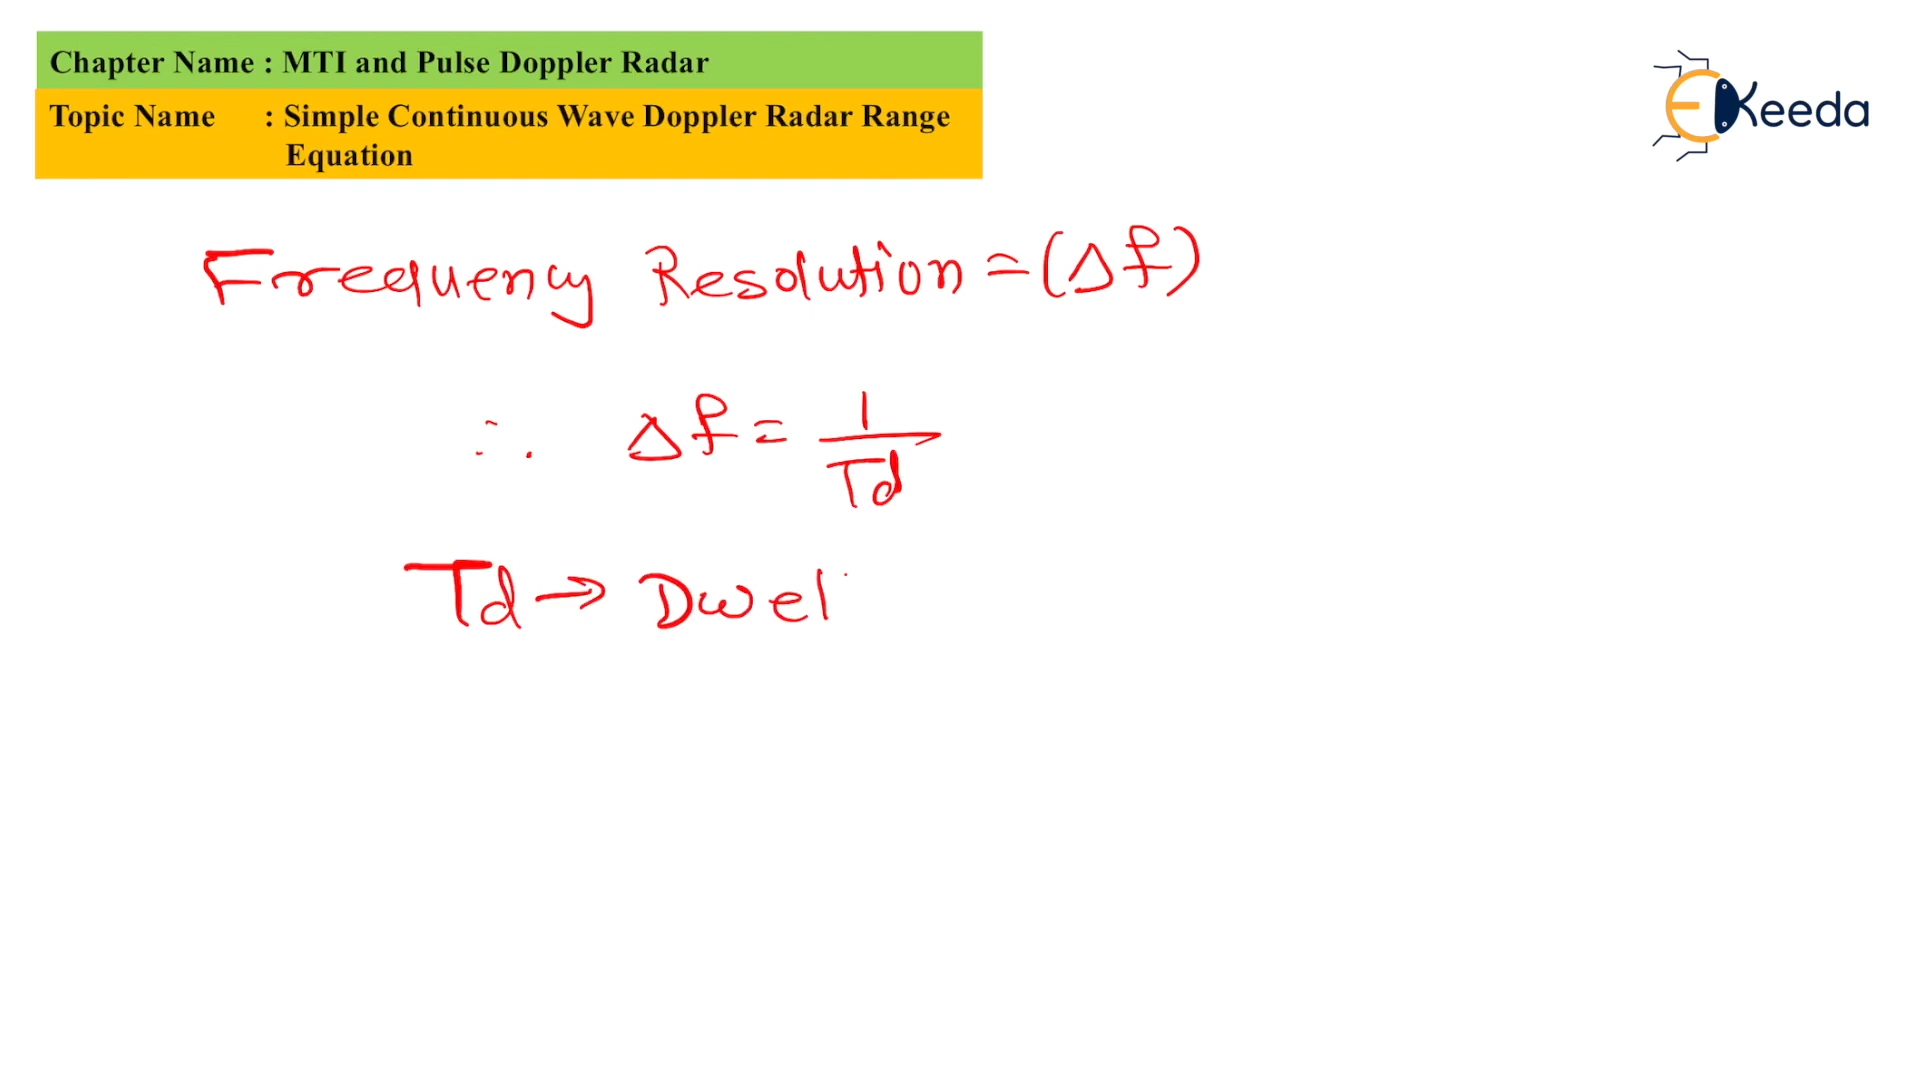 Chapter Name : MTI and Pulse Doppler Radar
Topic Name : Simple Continuous Wave Doppler Radar Range
Equation
EKeeda
Frequency Resolution = (Δf)
∴ Δf = 1/Td
Td → Dwel